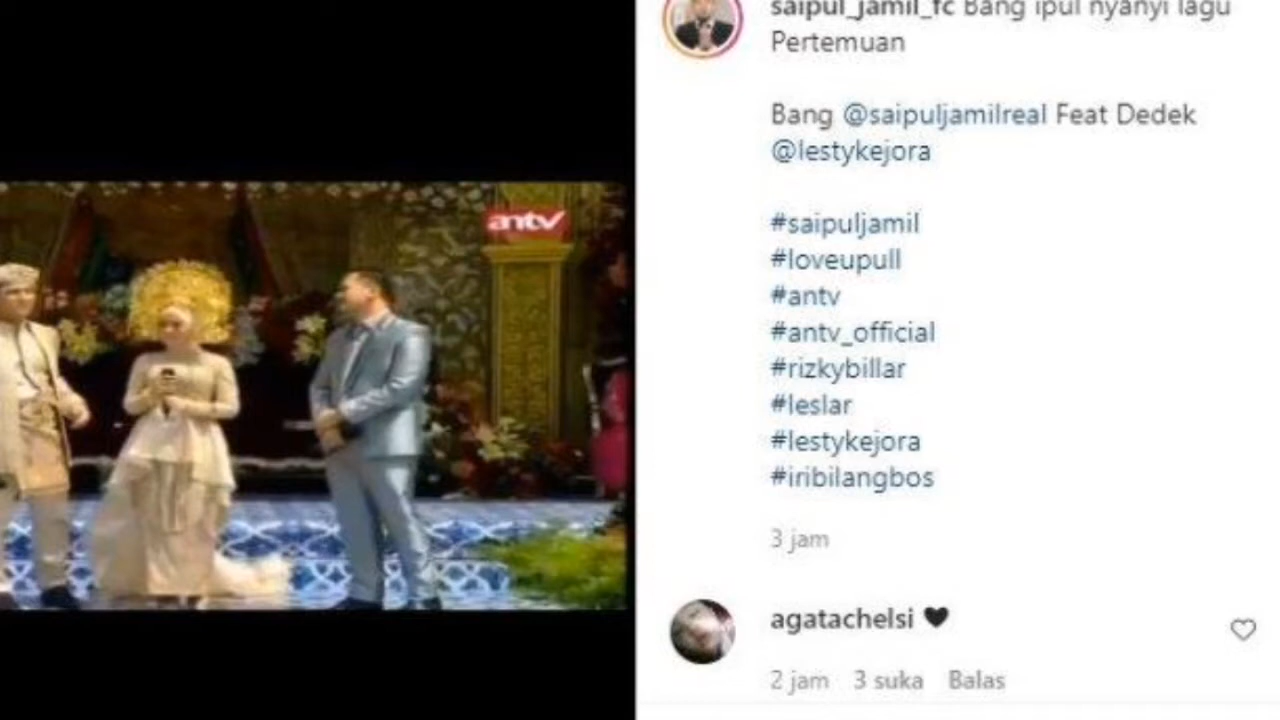 antv
saipul_jamil_fc Bang ipul nyanyi lagu
Pertemuan
Bang @saipuljamilreal Feat Dedek
@lestykejora
#saipuljamil
#loveupull
#antv
#antv_official
#rizkybillar
#leslar
#lestykejora
#iribilangbos
3 jam
agatachelsi 🖤
2 jam 3 suka Balas